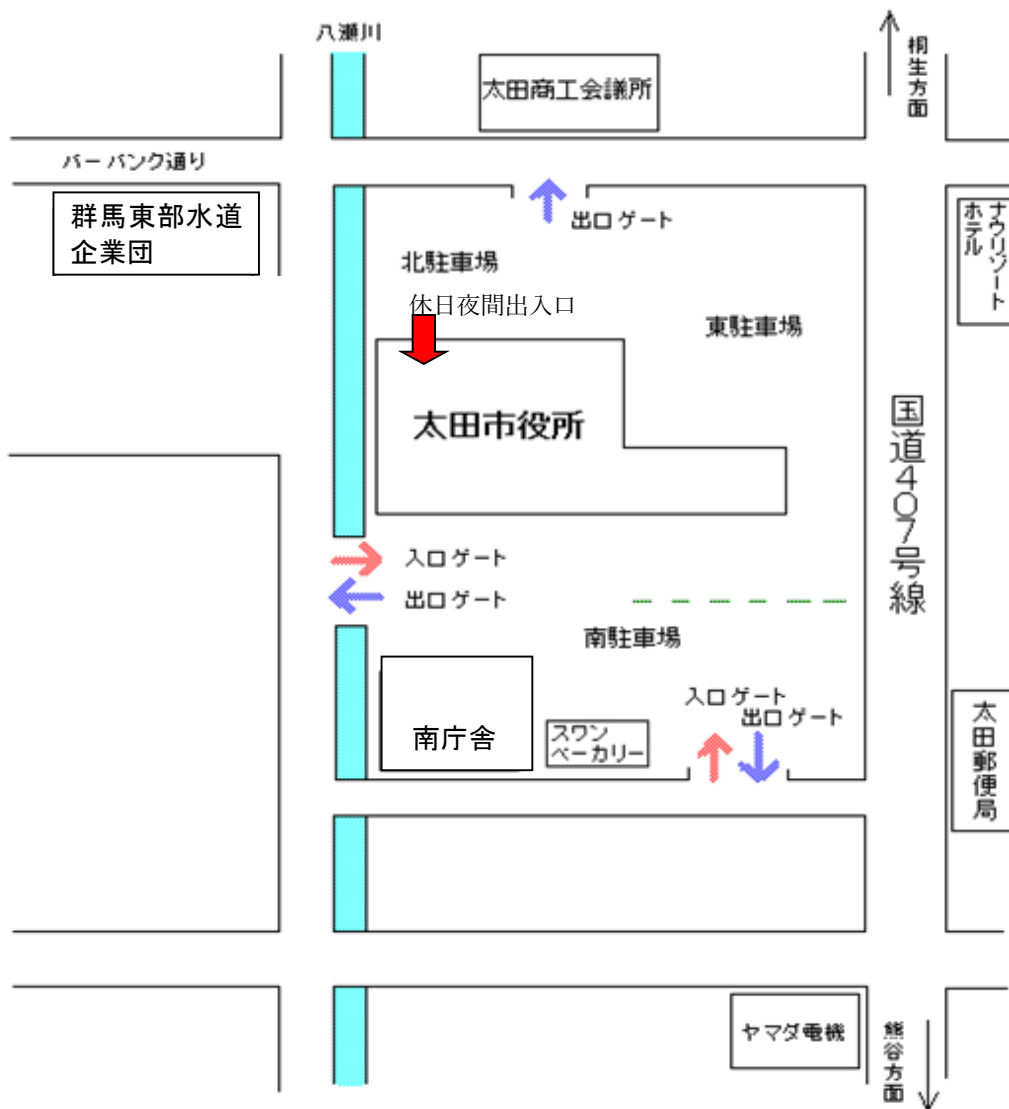 八瀬川
桐生方面
太田商工会議所
バーバンク通り
群馬東部水道
企業団
出口ゲート
ナウリゾート
ホテル
北駐車場
休日夜間出入口
東駐車場
太田市役所
国道407号線
入口ゲート
出口ゲート
南駐車場
入口ゲート
出口ゲート
南庁舎
スワン
ベーカリー
太田郵便局
ヤマダ電機
熊谷方面